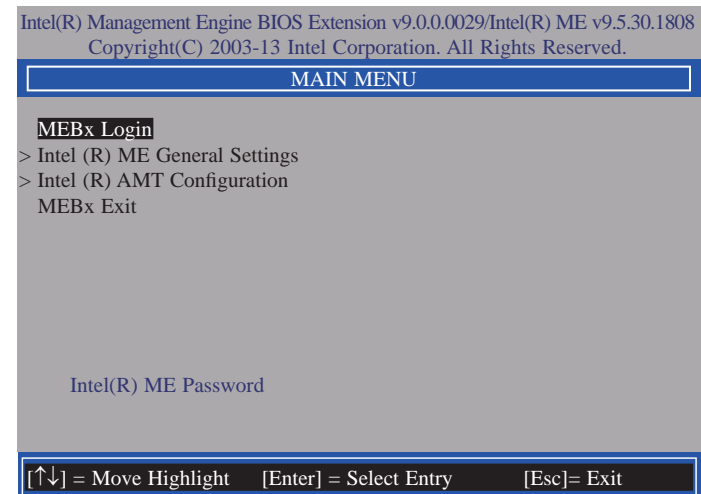 Intel(R) Management Engine BIOS Extension v9.0.0.0029/Intel(R) ME v9.5.30.1808
Copyright(C) 2003-13 Intel Corporation. All Rights Reserved.
MAIN MENU
MEBx Login
> Intel (R) ME General Settings
> Intel (R) AMT Configuration
MEBx Exit
Intel(R) ME Password
[↑↓] = Move Highlight [Enter] = Select Entry [Esc]= Exit